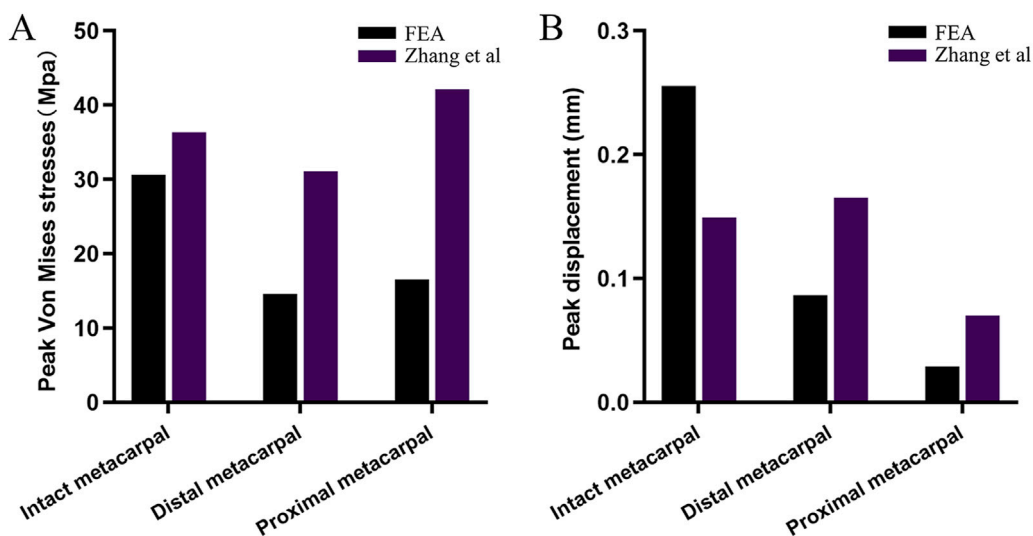 A
FEA
Zhang et al
Peak Von Mises stresses(Mpa)
50
40
30
20
10
0
Intact metacarpal
Distal metacarpal
Proximal metacarpal
B
FEA
Zhang et al
Peak displacement (mm)
0.3
0.2
0.1
0.0
Intact metacarpal
Distal metacarpal
Proximal metacarpal